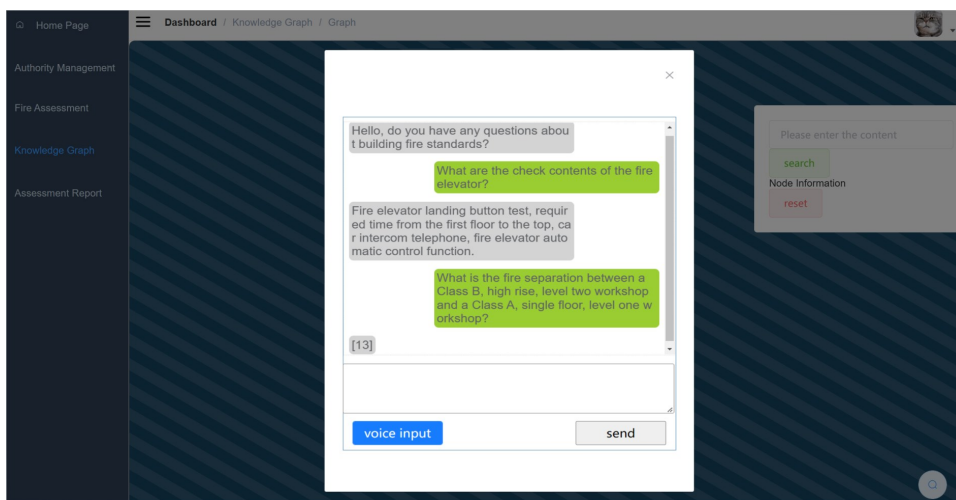 Home Page
Dashboard / Knowledge Graph / Graph
Authority Management
Fire Assessment
Knowledge Graph
Assessment Report
Hello, do you have any questions abou
t building fire standards?
What are the check contents of the fire
elevator?
Fire elevator landing button test, requir
ed time from the first floor to the top, ca
r intercom telephone, fire elevator auto
matic control function.
What is the fire separation between a
Class B, high rise, level two workshop
and a Class A, single floor, level one w
orkshop?
[13]
voice input
send
Please enter the content
search
Node Information
reset